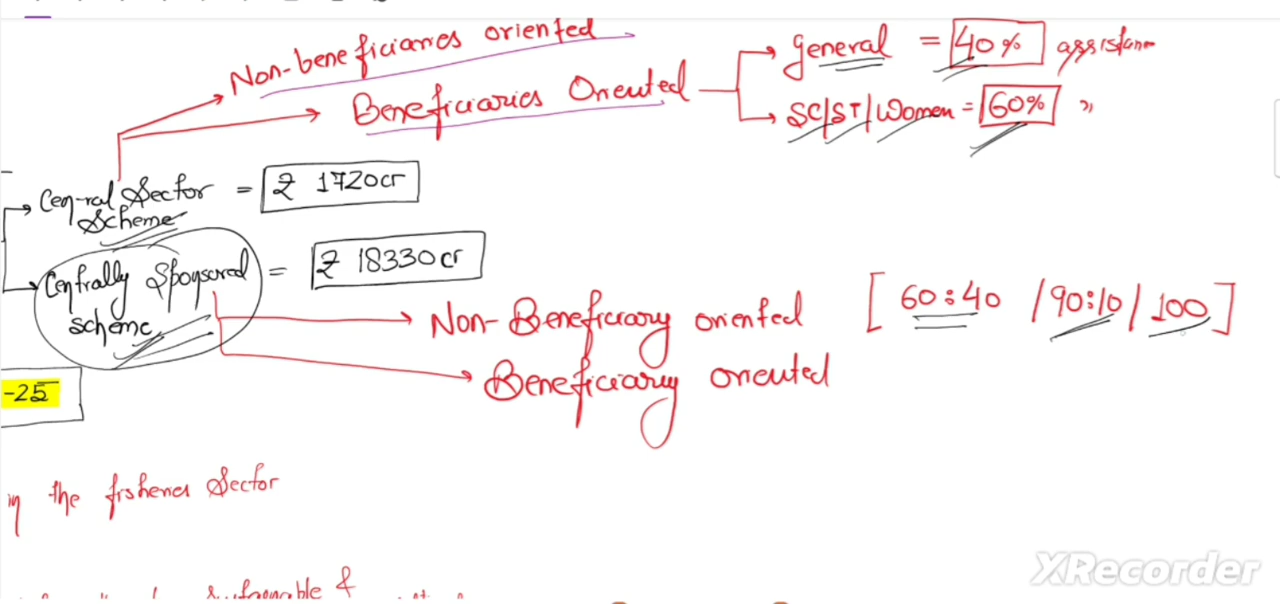 Non-beneficiaries oriented
General = 40% assistan
Beneficiaries Oriented
SC/ST/Women = 60% ”
Central Sector Scheme = ₹ 1720cr
Centrally Sponsored scheme = ₹ 18330cr
Non-Beneficiary oriented [60:40 /90:10/100]
Beneficiary oriented
-25
in the fisheries Sector
&
XRecorder